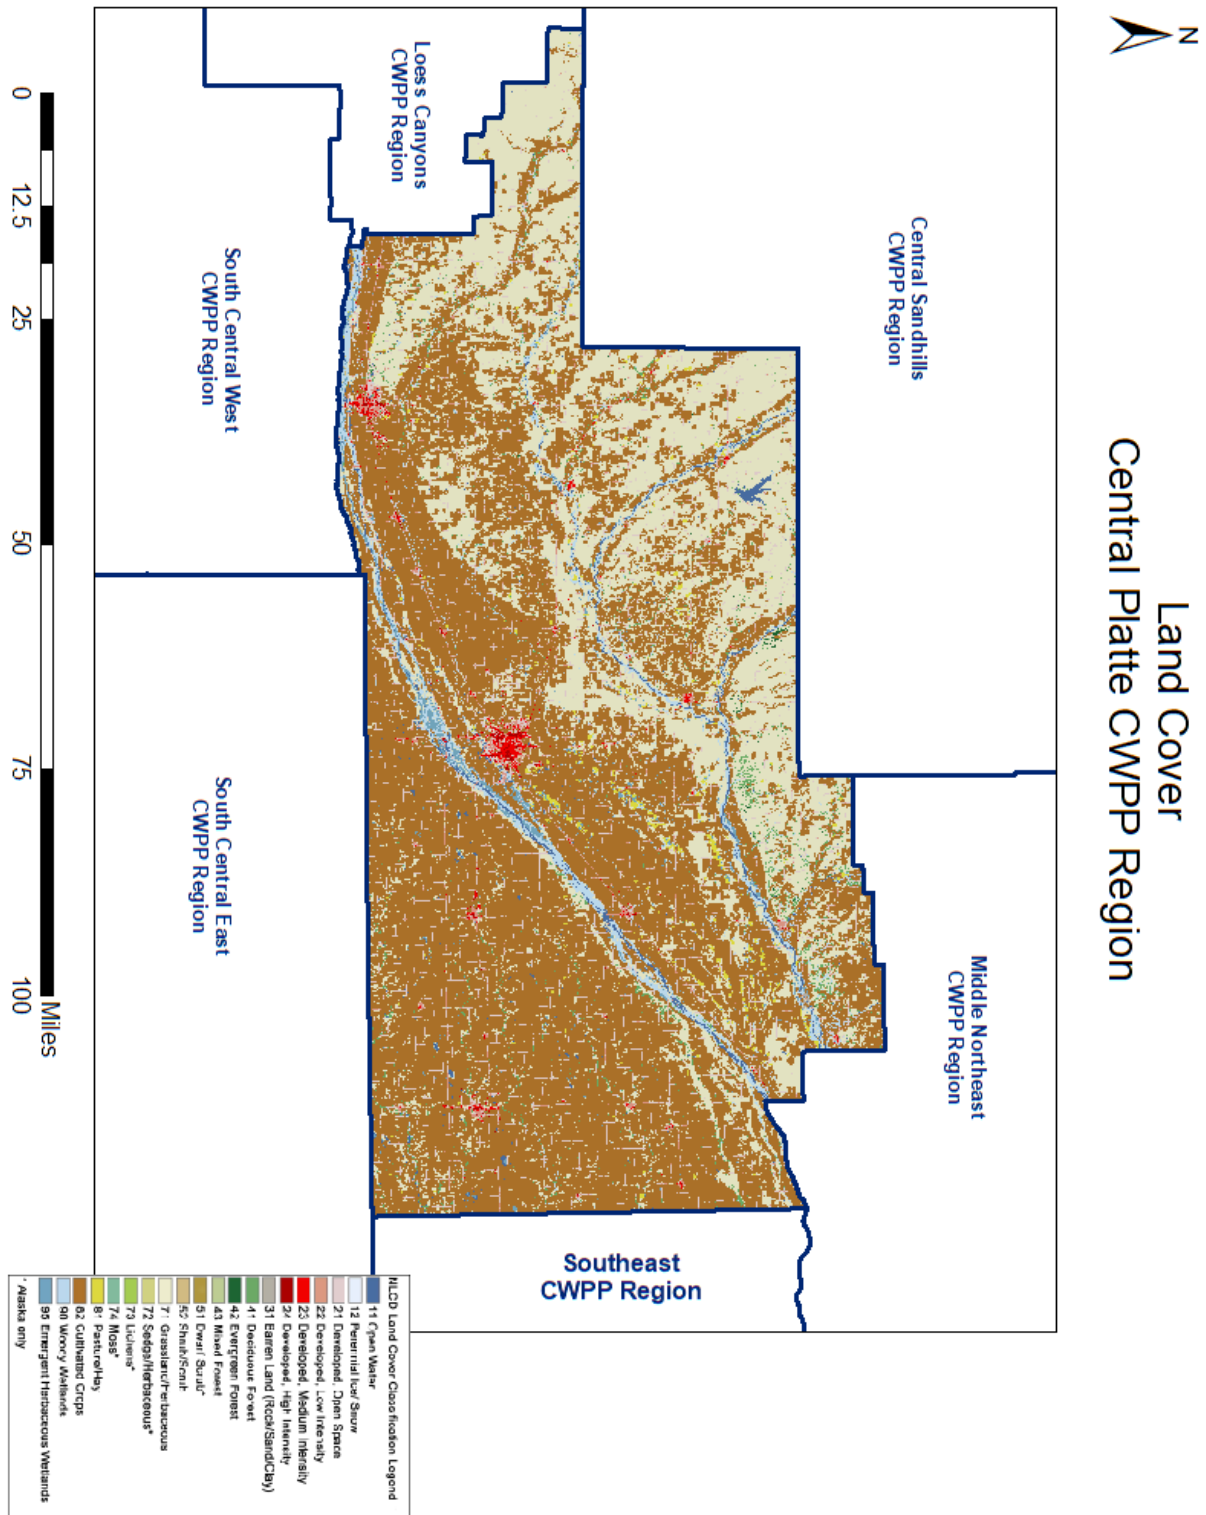 Land Cover
Central Platte CWPP Region
N
Central Sandhills
CWPP Region
Middle Northeast
CWPP Region
Loess Canyons
CWPP Region
South Central West
CWPP Region
South Central East
CWPP Region
Southeast
CWPP Region
0 12.5 25 50 75 100
Miles
NLCD Land Cover Classification Legend
11 Open Water
12 Perennial Ice/ Snow
21 Developed, Open Space
22 Developed, Low Intensity
23 Developed, Medium Intensity
24 Developed, High Intensity
31 Barren Land (Rock/Sand/Clay)
41 Deciduous Forest
42 Evergreen Forest
43 Mixed Forest
51 Dwarf Scrub*
52 Shrub/Scrub
71 Grassland/Herbaceous
72 Sedge/Herbaceous*
73 Lichens*
74 Moss*
81 Pasture/Hay
82 Cultivated Crops
90 Woody Wetlands
95 Emergent Herbaceous Wetlands
* Alaska only